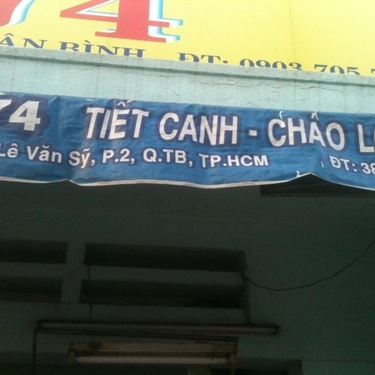 74
ÂN BÌNH, ĐT: 0903.705.7
74 TIẾT CANH - CHÁO L
Lê Văn Sỹ, P.2, Q.TB, TP.HCM ĐT: 38